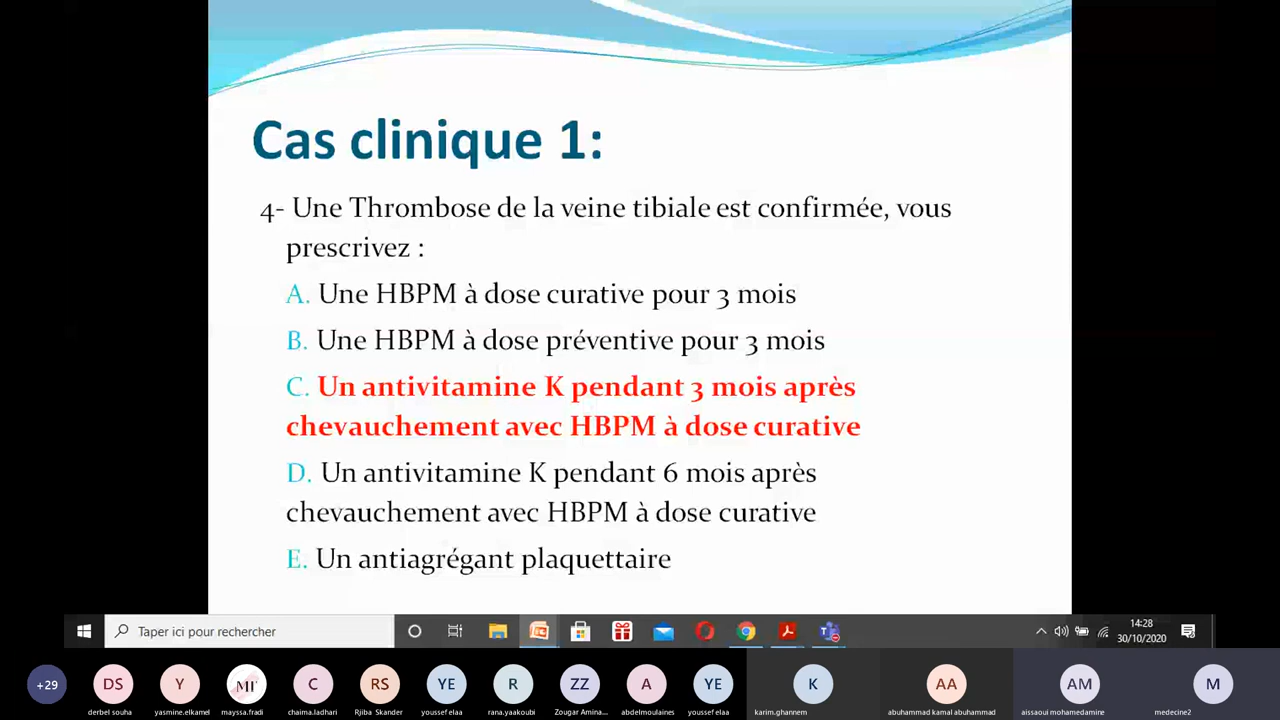 Cas clinique 1:
4- Une Thrombose de la veine tibiale est confirmée, vous
prescrivez :
A. Une HBPM à dose curative pour 3 mois
B. Une HBPM à dose préventive pour 3 mois
C. Un antivitamine K pendant 3 mois après
chevauchement avec HBPM à dose curative
D. Un antivitamine K pendant 6 mois après
chevauchement avec HBPM à dose curative
E. Un antiagrégant plaquettaire
Taper ici pour rechercher
14:28
30/10/2020
+29 DS Y MF C RS YE R ZZ A YE K AA AM M
derbel souha yasmine.elkamel mayssa.fradi chaima.ladhari Rjiba Skander youssef elaa rana.yaakoubi Zougar Amina... abdelmoulaines youssef elaa karim.ghannem abuhammad kamal abuhammad aissaoui mohamedamine medecine2